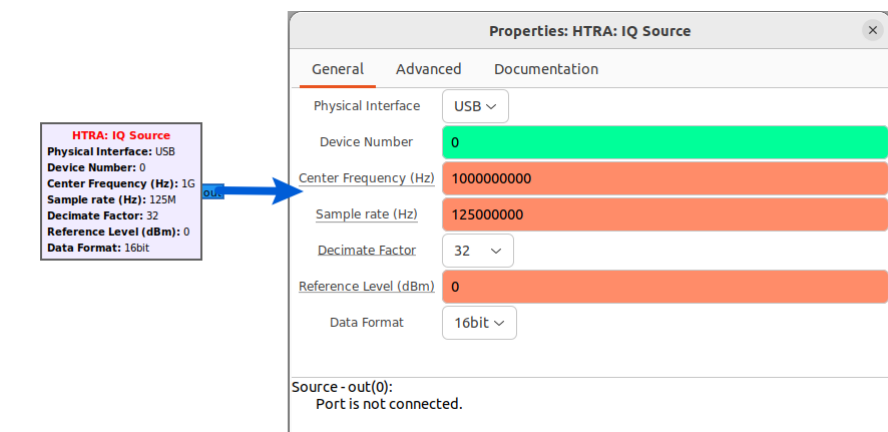 HTRA: IQ Source
Physical Interface: USB
Device Number: 0
Center Frequency (Hz): 1G
Sample rate (Hz): 125M
Decimate Factor: 32
Reference Level (dBm): 0
Data Format: 16bit
out
Properties: HTRA: IQ Source
General Advanced Documentation
Physical Interface USB
Device Number 0
Center Frequency (Hz) 1000000000
Sample rate (Hz) 125000000
Decimate Factor 32
Reference Level (dBm) 0
Data Format 16bit
Source - out(0):
Port is not connected.